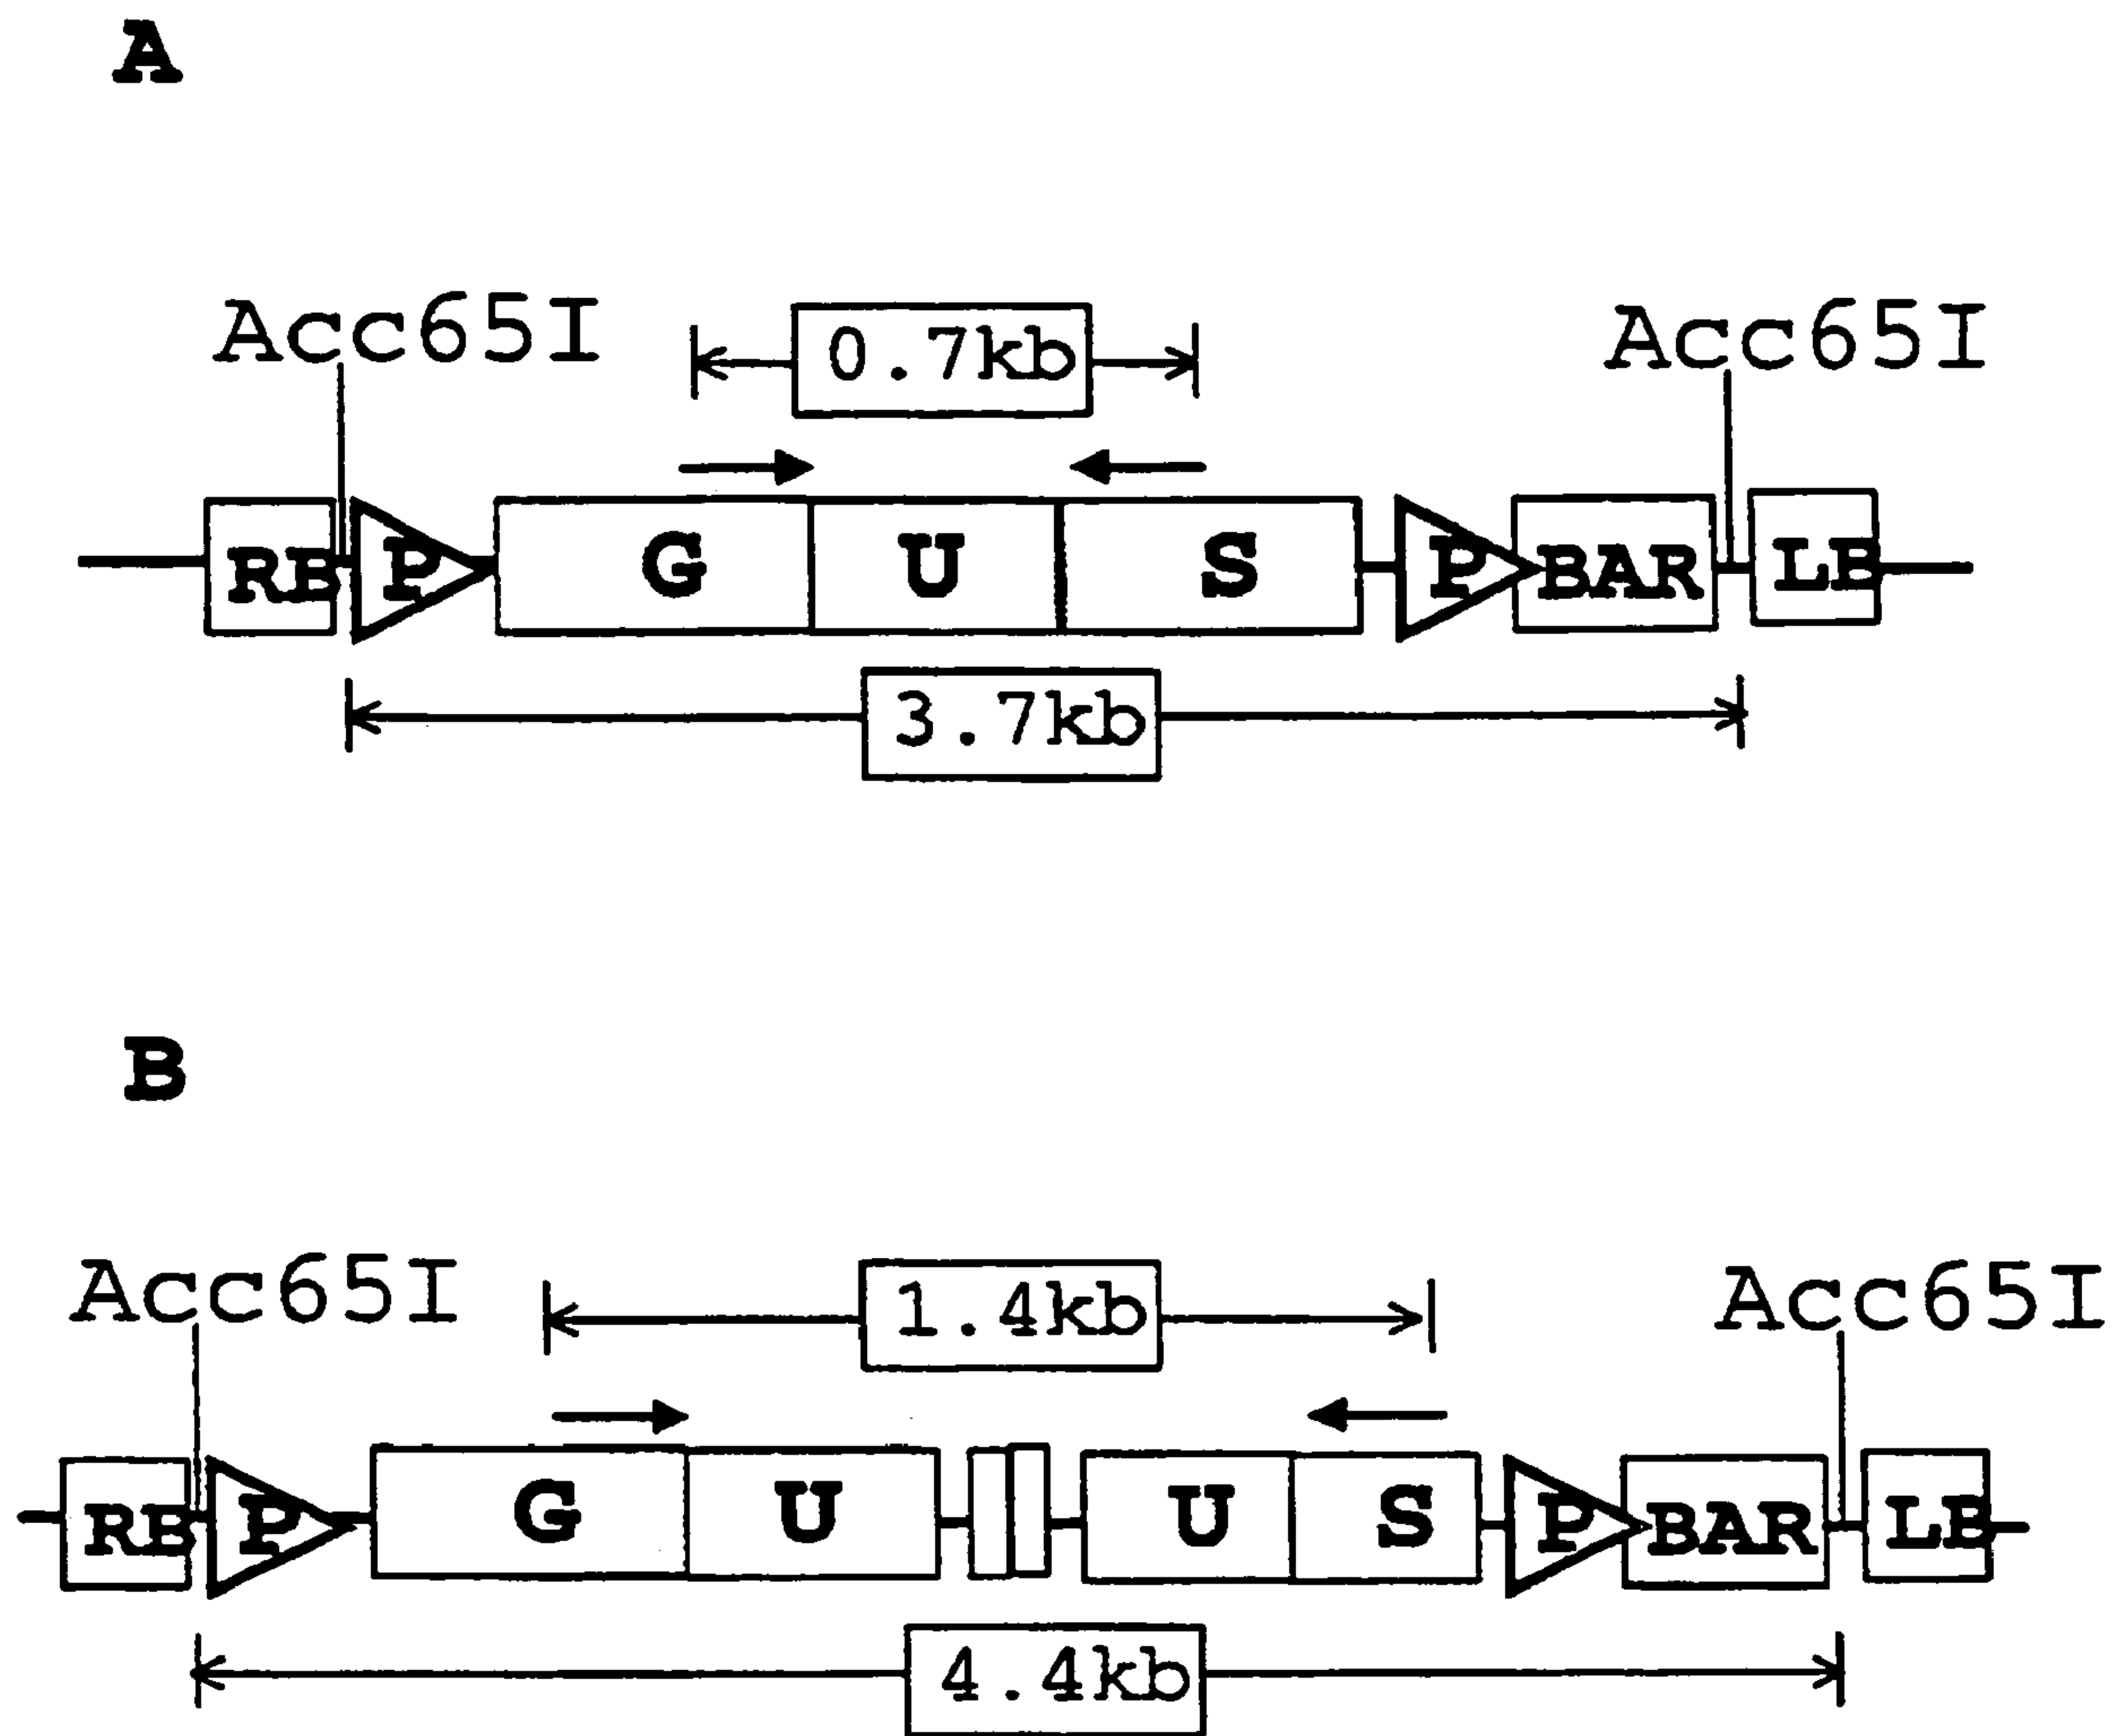 A
Acc65I 0.7kb Acc65I
RB P G U S P BAR LB
3.7kb
B
Acc65I 1.4kb Acc65I
RB P G U U S P BAR LB
4.4kb